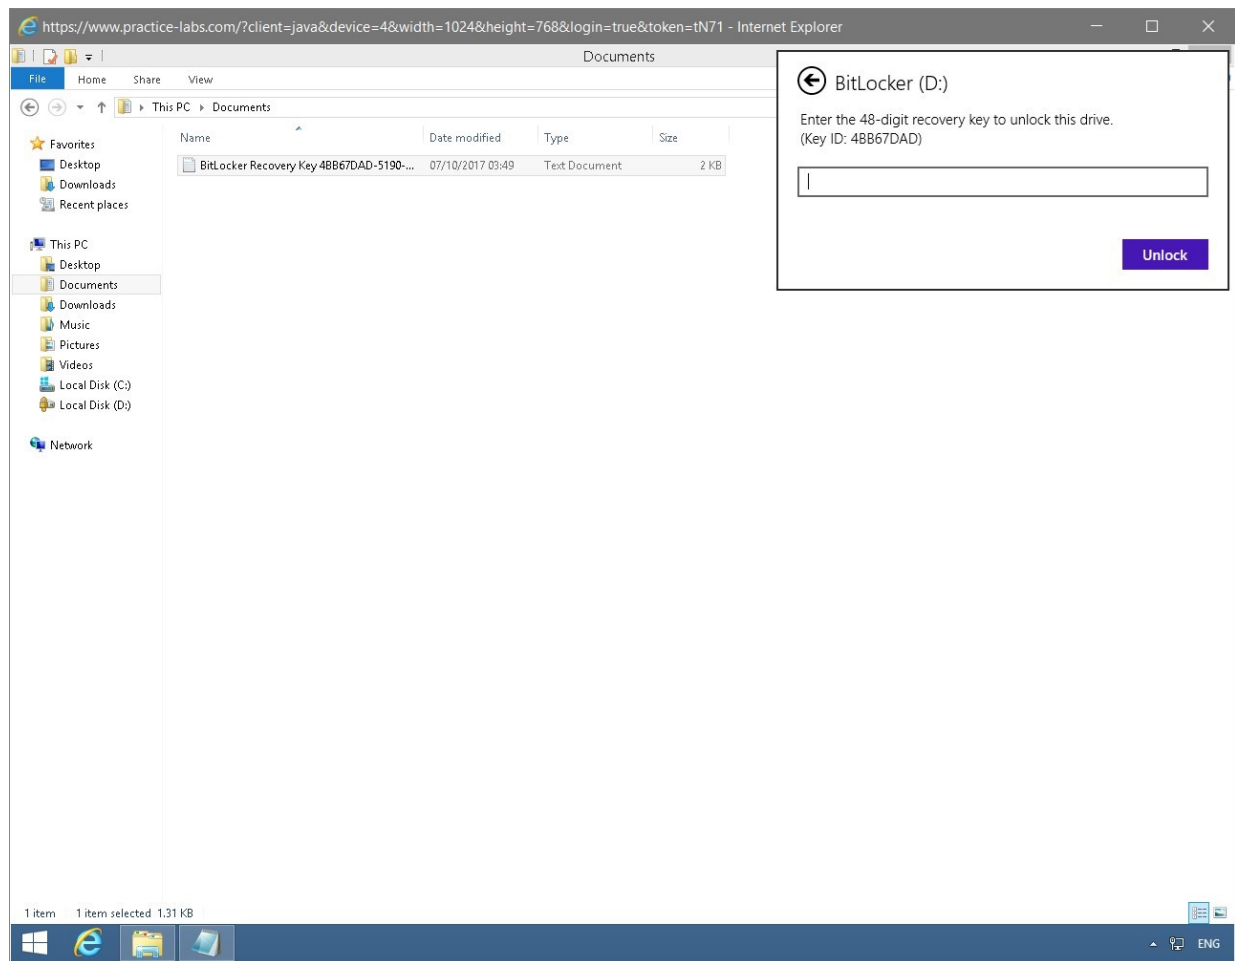 https://www.practice-labs.com/?client=java&device=4&width=1024&height=768&login=true&token=tN71 - Internet Explorer
Documents
File Home Share View
This PC Documents
Favorites
Desktop
Downloads
Recent places
This PC
Desktop
Documents
Downloads
Music
Pictures
Videos
Local Disk (C:)
Local Disk (D:)
Network
Name Date modified Type Size
BitLocker Recovery Key 4BB67DAD-5190-... 07/10/2017 03:49 Text Document 2 KB
BitLocker (D:)
Enter the 48-digit recovery key to unlock this drive.
(Key ID: 4BB67DAD)
Unlock
1 item 1 item selected 1.31 KB
ENG